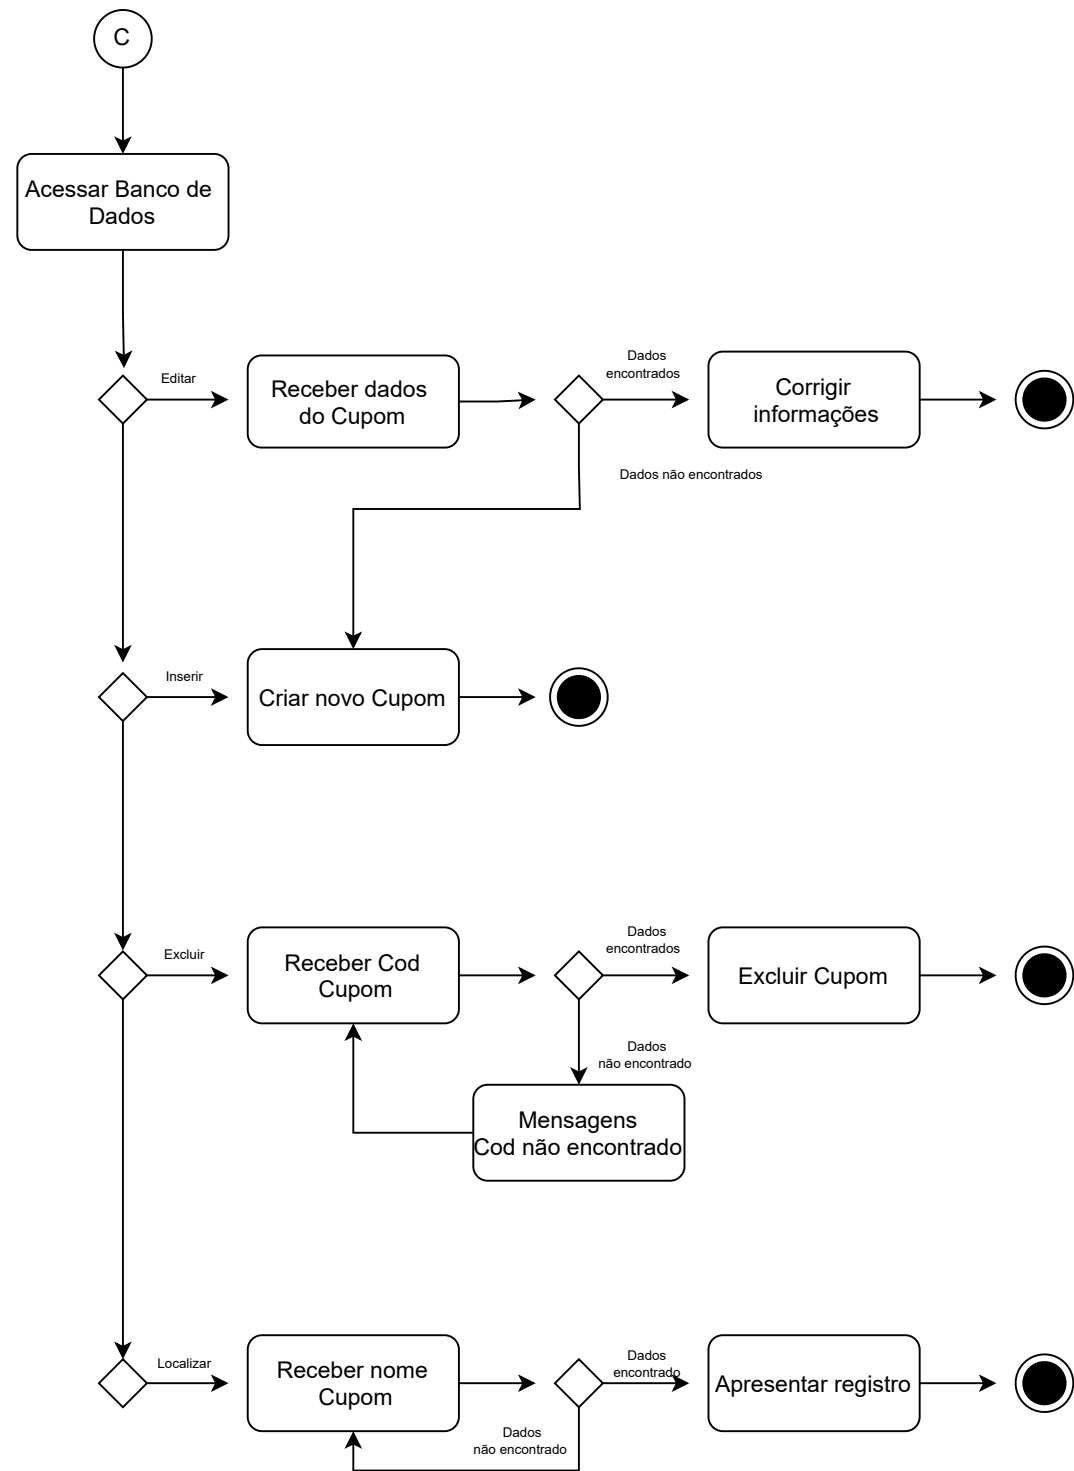 C
Acessar Banco de
Dados
Editar
Receber dados
do Cupom
Dados
encontrados
Corrigir
informações
Dados não encontrados
Inserir
Criar novo Cupom
Excluir
Receber Cod
Cupom
Dados
encontrados
Excluir Cupom
Dados
não encontrado
Mensagens
Cod não encontrado
Localizar
Receber nome
Cupom
Dados
encontrado
Apresentar registro
Dados
não encontrado